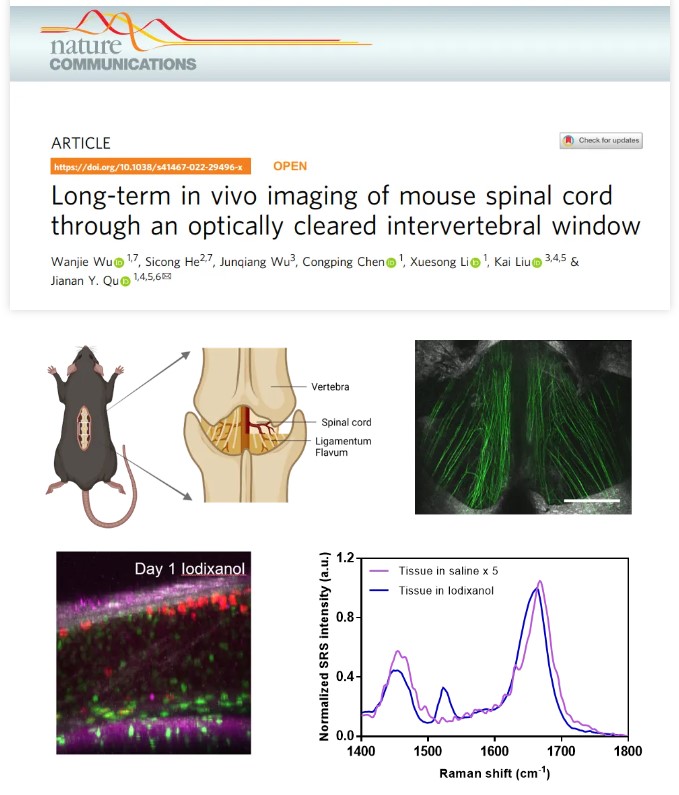 nature
COMMUNICATIONS
ARTICLE
Check for updates
https://doi.org/10.1038/s41467-022-29496-x OPEN
Long-term in vivo imaging of mouse spinal cord
through an optically cleared intervertebral window
Wanjie Wu 1,7, Sicong He2,7, Junqiang Wu3, Congping Chen 1, Xuesong Li 1, Kai Liu 3,4,5 &
Jianan Y. Qu 1,4,5,6✉
Vertebra
Spinal cord
Ligamentum
Flavum
Day 1 Iodixanol
Normalized SRS intensity (a.u.)
1.2
0.8
0.4
0.0
Tissue in saline x 5
Tissue in Iodixanol
1400 1500 1600 1700 1800
Raman shift (cm-1)